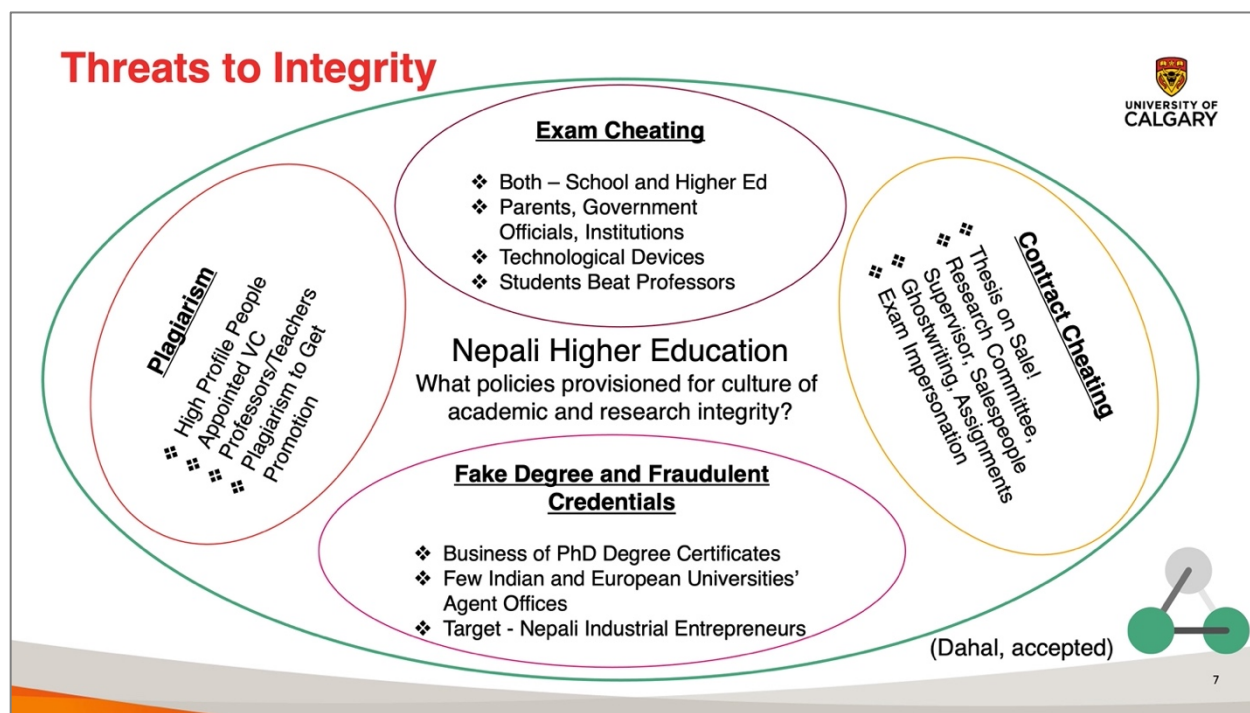 Threats to Integrity
UNIVERSITY OF
CALGARY
Exam Cheating
❖ Both – School and Higher Ed
❖ Parents, Government
Officials, Institutions
❖ Technological Devices
❖ Students Beat Professors
Plagiarism
❖ High Profile People
❖ Appointed VC
❖ Professors/Teachers
❖ Plagiarism to Get
Promotion
Nepali Higher Education
What policies provisioned for culture of
academic and research integrity?
Contract Cheating
❖ Thesis on Sale!
❖ Research Committee,
Supervisor, Salespeople
❖ Ghostwriting, Assignments
❖ Exam Impersonation
Fake Degree and Fraudulent
Credentials
❖ Business of PhD Degree Certificates
❖ Few Indian and European Universities’
Agent Offices
❖ Target - Nepali Industrial Entrepreneurs
(Dahal, accepted)
7